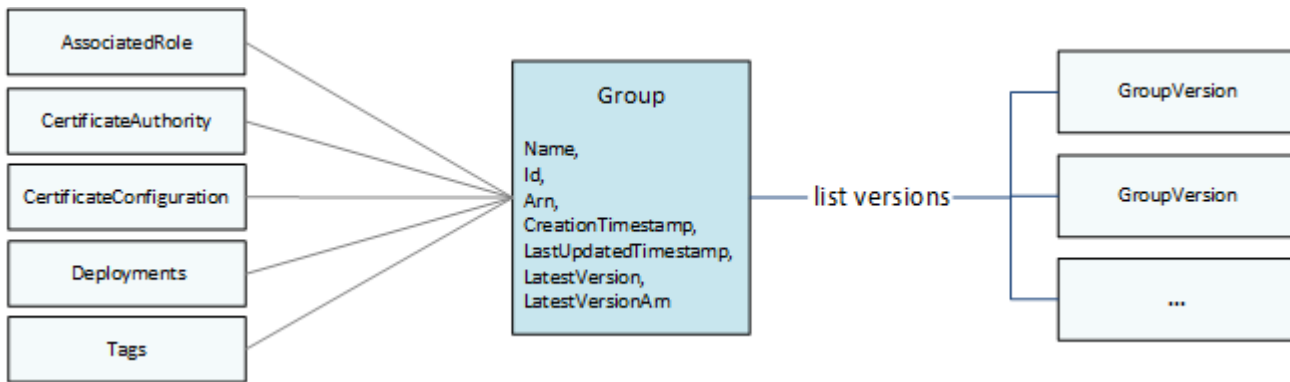 AssociatedRole
CertificateAuthority
CertificateConfiguration
Deployments
Tags
Group
Name,
Id,
Arn,
CreationTimestamp,
LastUpdatedTimestamp,
LatestVersion,
LatestVersionArn
list versions
GroupVersion
GroupVersion
...